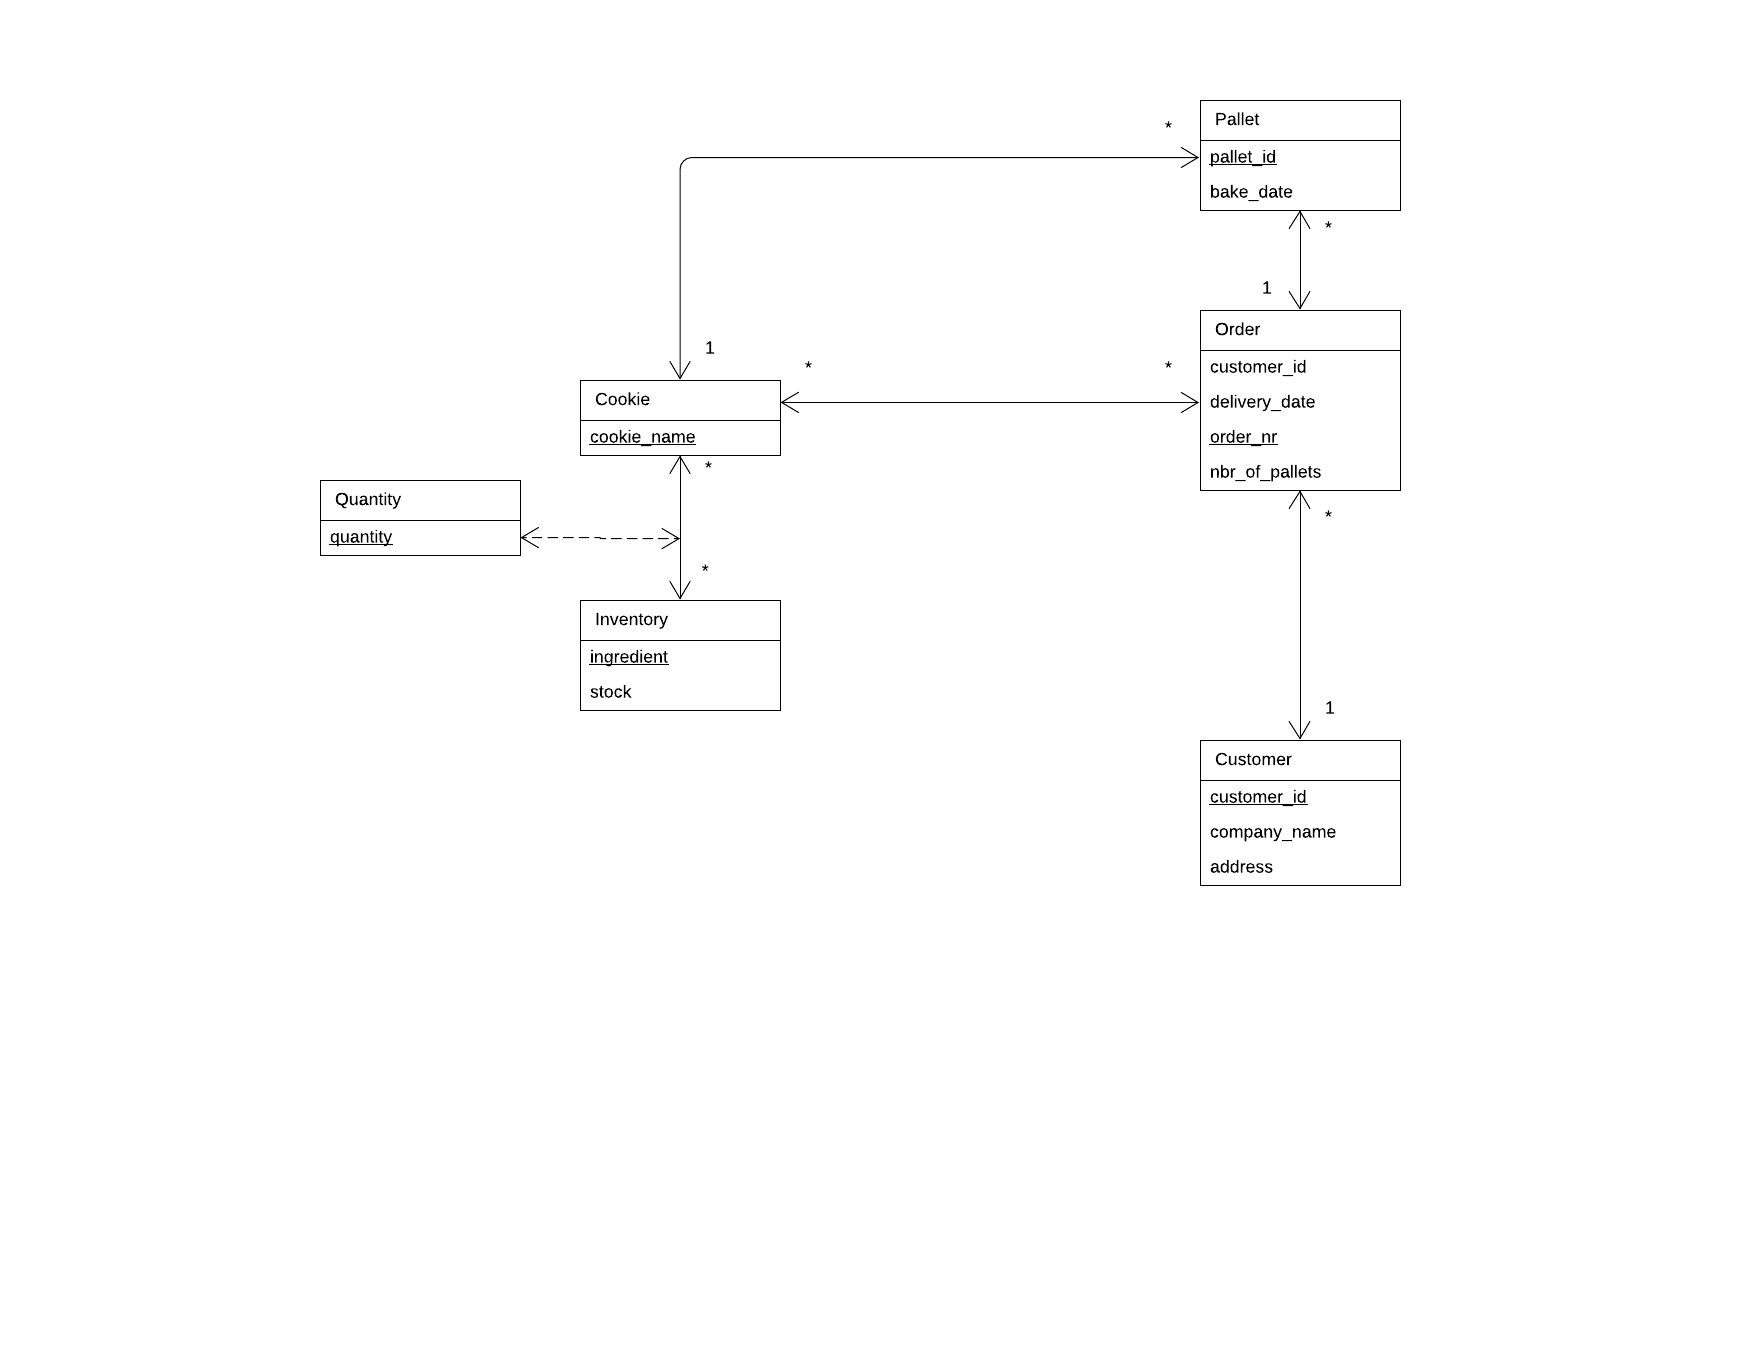 *
Pallet
pallet_id
bake_date
*
1
Order
customer_id
delivery_date
order_nr
nbr_of_pallets
1
*
*
Cookie
cookie_name
*
Quantity
quantity
*
Inventory
ingredient
stock
*
1
Customer
customer_id
company_name
address